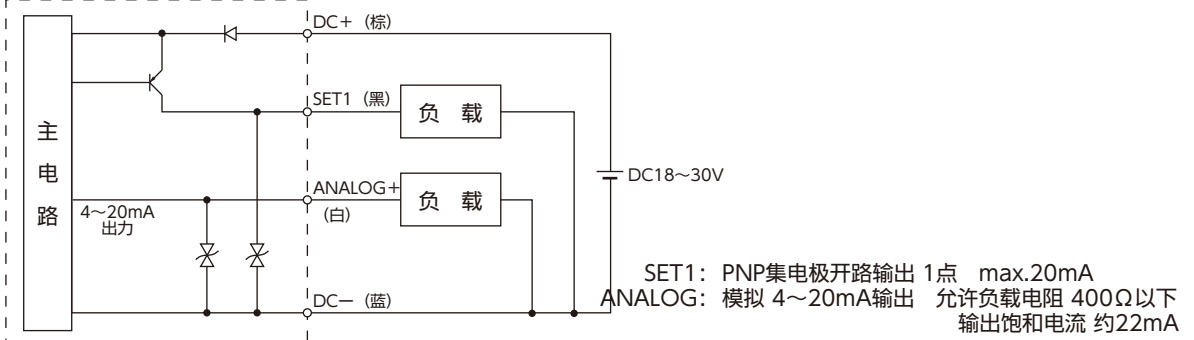 DC+（棕）
SET1（黑）
负 载
主
电
路
DC18～30V
ANALOG+
（白）
负 载
4～20mA
出力
DC－（蓝）
SET1：PNP集电极开路输出 1点 max.20mA
ANALOG：模拟 4～20mA输出 允许负载电阻 400Ω以下
输出饱和电流 约22mA